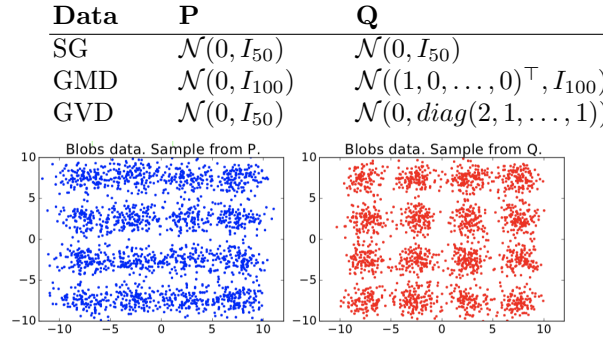 Data P Q
SG 𝒩(0, I₅₀) 𝒩(0, I₅₀)
GMD 𝒩(0, I₁₀₀) 𝒩((1, 0, . . . , 0)⊤, I₁₀₀)
GVD 𝒩(0, I₅₀) 𝒩(0, diag(2, 1, . . . , 1))
Blobs data. Sample from P. Blobs data. Sample from Q.
10 10
5 5
0 0
−5 −5
−10 −10
−10 −5 0 5 10 −10 −5 0 5 10